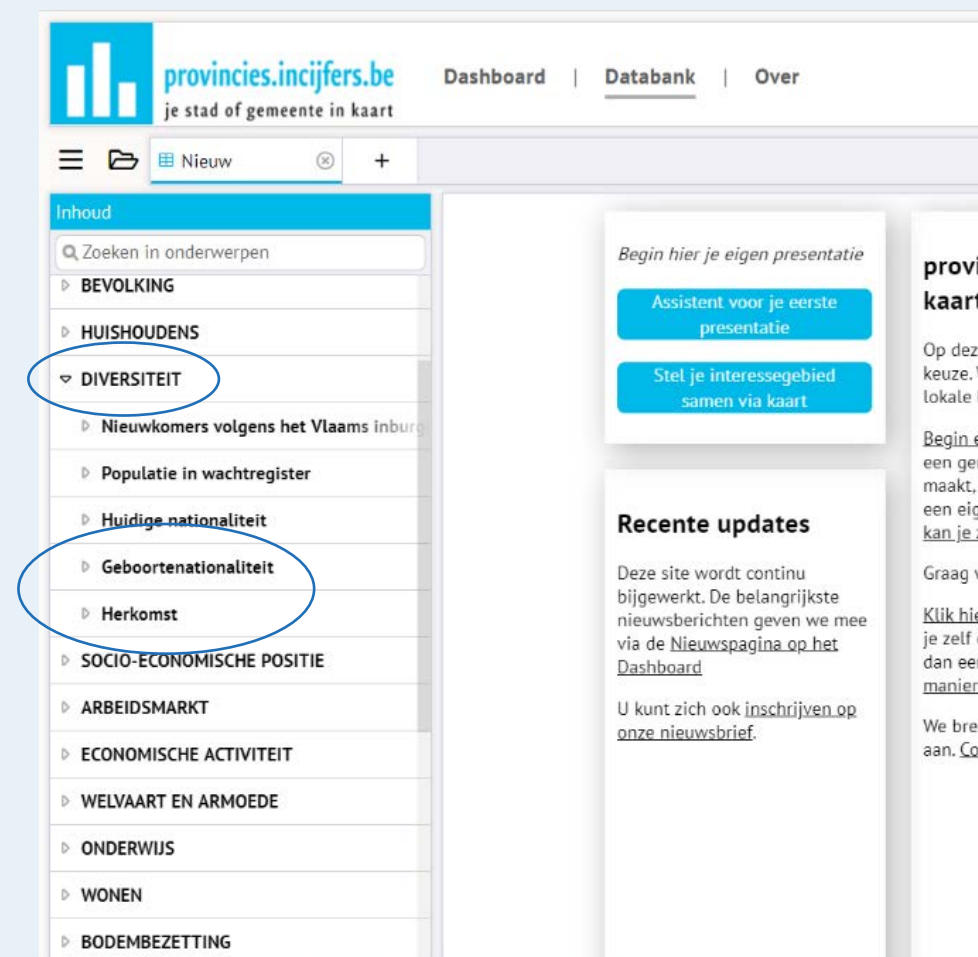 provincies.incijfers.be
je stad of gemeente in kaart
Dashboard | Databank | Over
Nieuw +
Inhoud
Zoeken in onderwerpen
BEVOLKING
HUISHOUDENS
DIVERSITEIT
Nieuwkomers volgens het Vlaams inburg
Populatie in wachtregister
Huidige nationaliteit
Geboortenationaliteit
Herkomst
SOCIO-ECONOMISCHE POSITIE
ARBEIDSMARKT
ECONOMISCHE ACTIVITEIT
WELVAART EN ARMOEDE
ONDERWIJS
WONEN
BODEMBEZETTING
Begin hier je eigen presentatie
Assistent voor je eerste
presentatie
Stel je interessegebied
samen via kaart
Recente updates
Deze site wordt continu
bijgewerkt. De belangrijkste
nieuwsberichten geven we mee
via de Nieuwspagina op het
Dashboard
U kunt zich ook inschrijven op
onze nieuwsbrief.
provi
kaart
Op dez
keuze.
lokale
Begin e
een ge
maakt,
een eig
kan je
Graag
Klik hie
je zelf
dan ee
manier
We bre
aan. Co